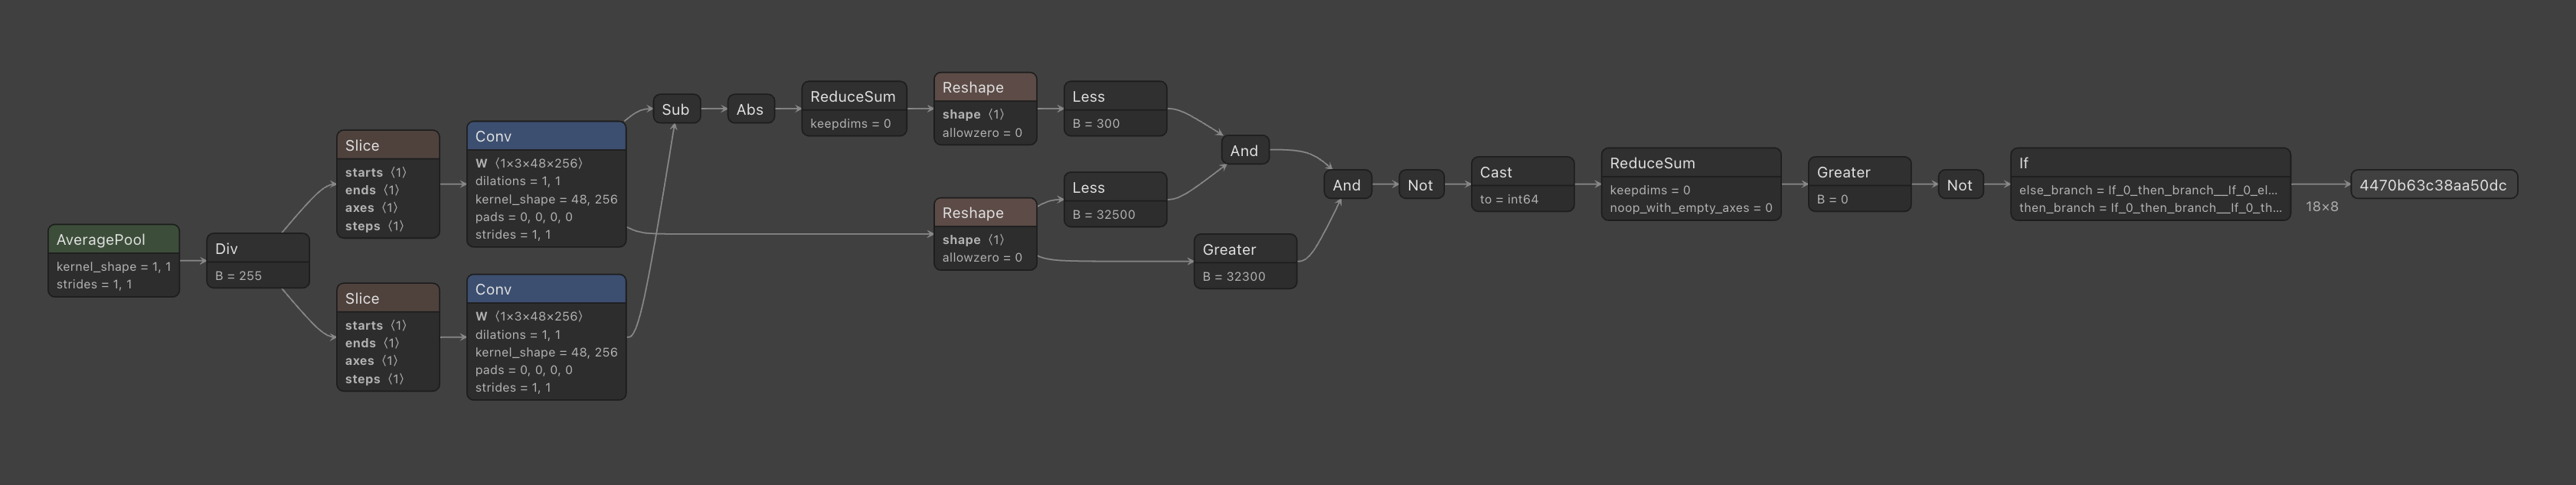 AveragePool
kernel_shape = 1, 1
strides = 1, 1
Div
B = 255
Slice
starts ⟨1⟩
ends ⟨1⟩
axes ⟨1⟩
steps ⟨1⟩
Conv
W ⟨1×3×48×256⟩
dilations = 1, 1
kernel_shape = 48, 256
pads = 0, 0, 0, 0
strides = 1, 1
Slice
starts ⟨1⟩
ends ⟨1⟩
axes ⟨1⟩
steps ⟨1⟩
Conv
W ⟨1×3×48×256⟩
dilations = 1, 1
kernel_shape = 48, 256
pads = 0, 0, 0, 0
strides = 1, 1
Sub
Abs
ReduceSum
keepdims = 0
Reshape
shape ⟨1⟩
allowzero = 0
Less
B = 300
Reshape
shape ⟨1⟩
allowzero = 0
Less
B = 32500
And
Greater
B = 32300
And
Not
Cast
to = int64
ReduceSum
keepdims = 0
noop_with_empty_axes = 0
Greater
B = 0
Not
If
else_branch = If_0_then_branch__If_0_el...
then_branch = If_0_then_branch__If_0_th...
18×8
4470b63c38aa50dc